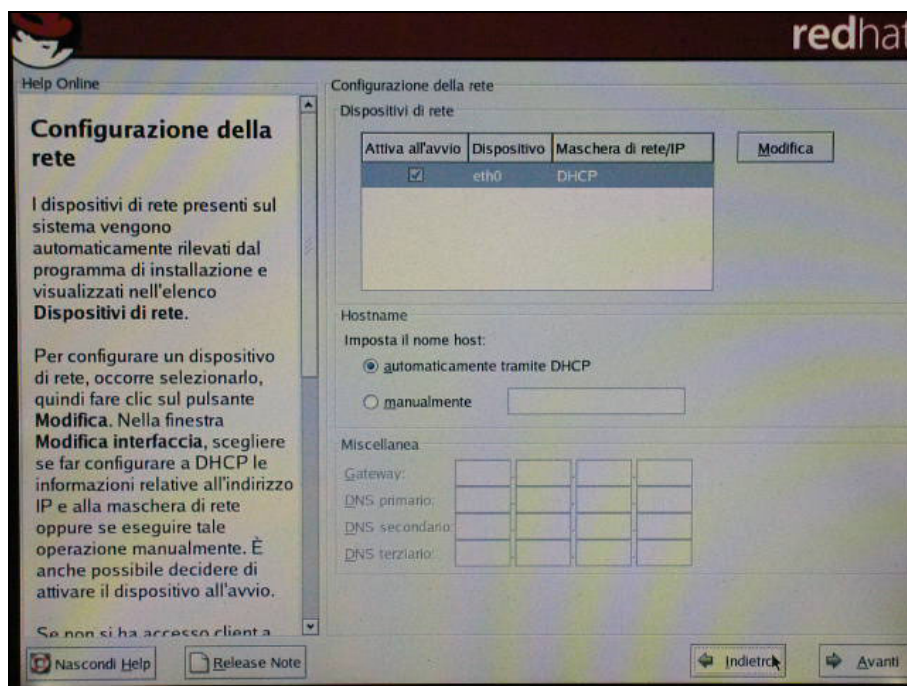 redhat
Help Online
Configurazione della
rete
I dispositivi di rete presenti sul
sistema vengono
automaticamente rilevati dal
programma di installazione e
visualizzati nell'elenco
Dispositivi di rete.
Per configurare un dispositivo
di rete, occorre selezionarlo,
quindi fare clic sul pulsante
Modifica. Nella finestra
Modifica interfaccia, scegliere
se far configurare a DHCP le
informazioni relative all'indirizzo
IP e alla maschera di rete
oppure se eseguire tale
operazione manualmente. È
anche possibile decidere di
attivare il dispositivo all'avvio.
Se non si ha accesso client a
Configurazione della rete
Dispositivi di rete
Attiva all'avvio Dispositivo Maschera di rete/IP
eth0 DHCP
Modifica
Hostname
Imposta il nome host:
automaticamente tramite DHCP
manualmente
Miscellanea
Gateway:
DNS primario:
DNS secondario:
DNS terziario:
Nascondi Help
Release Note
Indietro
Avanti